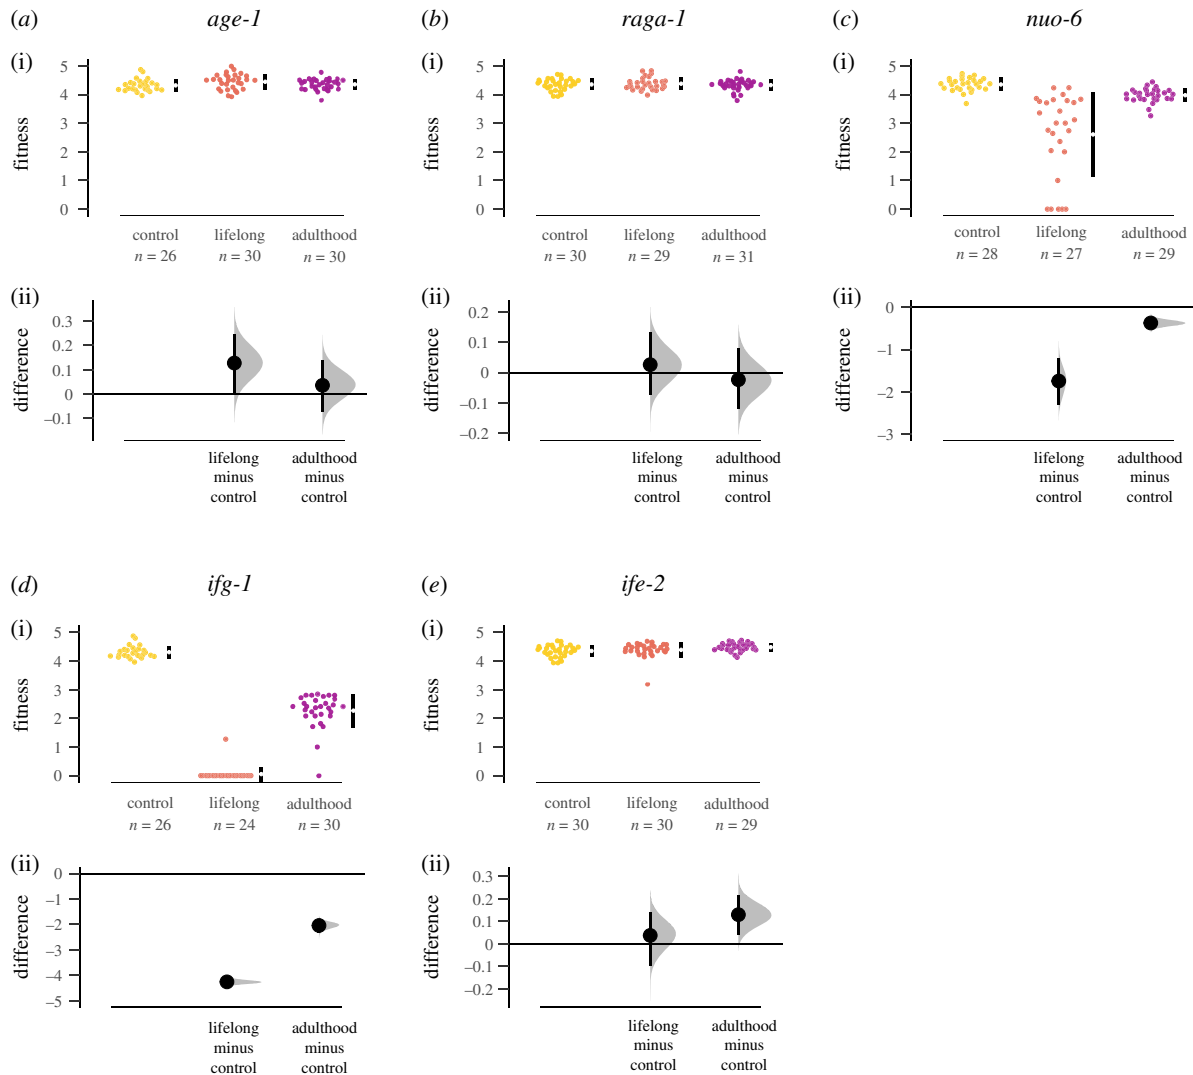 (a) age-1
(i)
fitness
5
4
3
2
1
0
control lifelong adulthood
n = 26 n = 30 n = 30
(ii)
difference
0.3
0.2
0.1
0
–0.1
lifelong adulthood
minus minus
control control
(b) raga-1
(i)
fitness
5
4
3
2
1
0
control lifelong adulthood
n = 30 n = 29 n = 31
(ii)
difference
0.2
0.1
0
–0.1
–0.2
lifelong adulthood
minus minus
control control
(c) nuo-6
(i)
fitness
5
4
3
2
1
0
control lifelong adulthood
n = 28 n = 27 n = 29
(ii)
difference
0
–1
–2
–3
lifelong adulthood
minus minus
control control
(d) ifg-1
(i)
fitness
5
4
3
2
1
0
control lifelong adulthood
n = 26 n = 24 n = 30
(ii)
difference
0
–1
–2
–3
–4
–5
lifelong adulthood
minus minus
control control
(e) ife-2
(i)
fitness
5
4
3
2
1
0
control lifelong adulthood
n = 30 n = 30 n = 29
(ii)
difference
0.3
0.2
0.1
0
–0.1
–0.2
lifelong adulthood
minus minus
control control